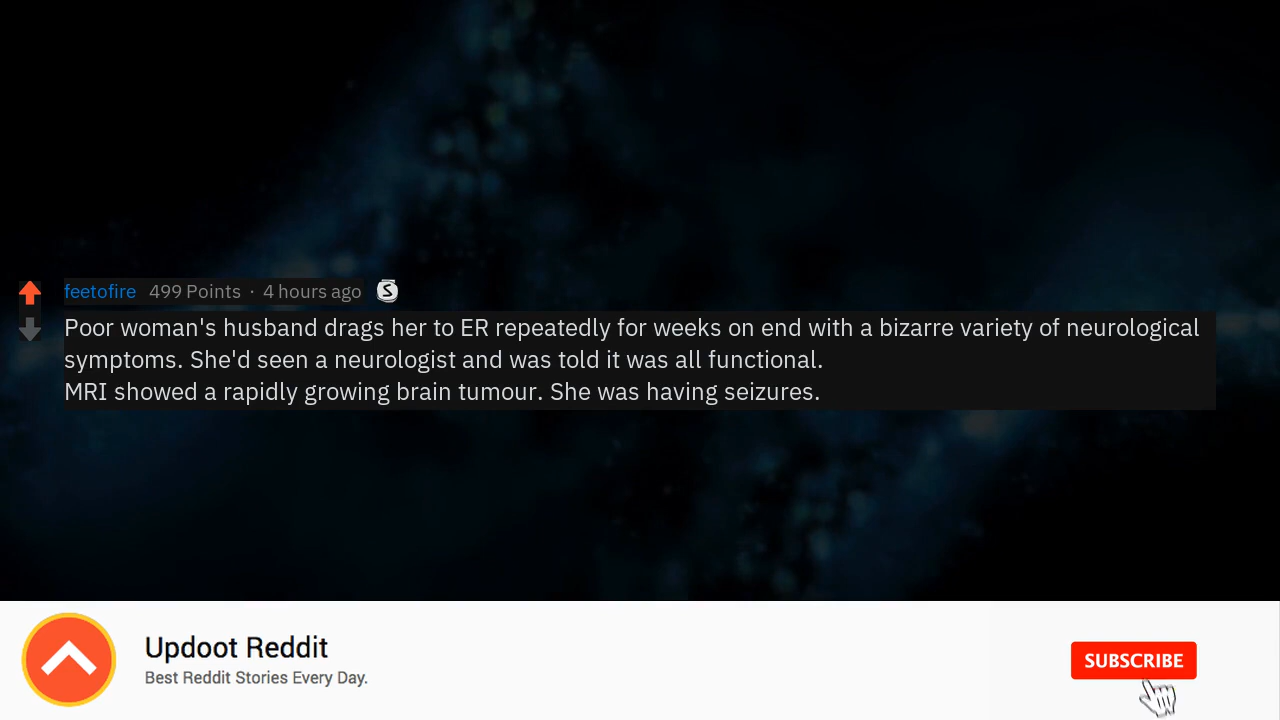 feetofire 499 Points · 4 hours ago S
Poor woman's husband drags her to ER repeatedly for weeks on end with a bizarre variety of neurological
symptoms. She'd seen a neurologist and was told it was all functional.
MRI showed a rapidly growing brain tumour. She was having seizures.
Updoot Reddit
Best Reddit Stories Every Day.
SUBSCRIBE